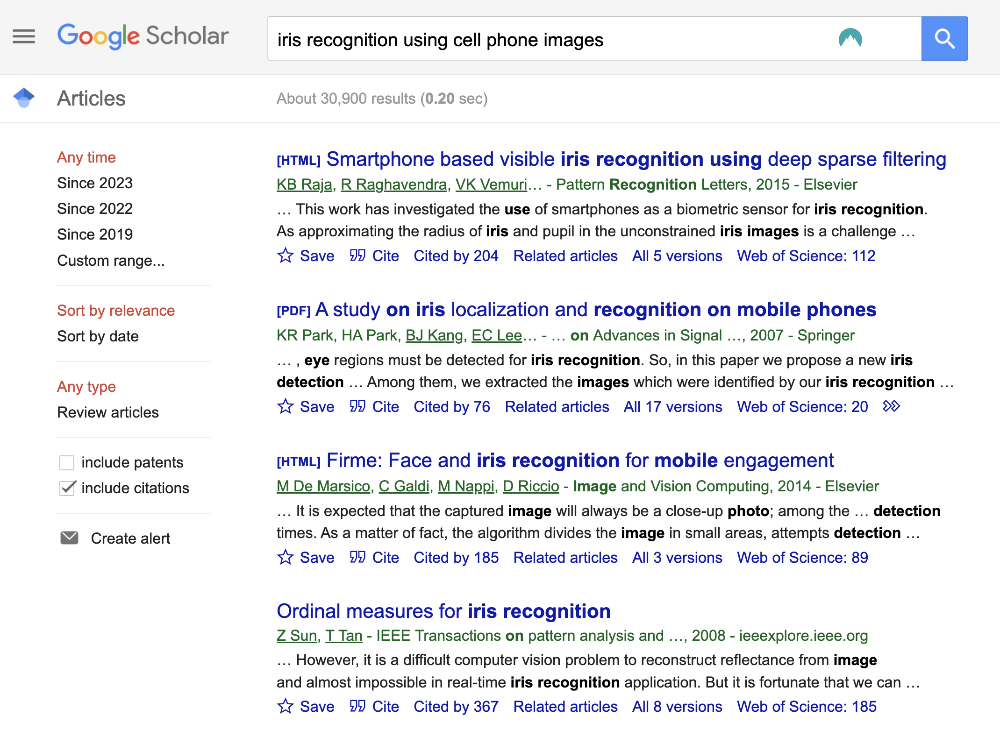 Google Scholar
iris recognition using cell phone images
Articles
About 30,900 results (0.20 sec)
Any time
Since 2023
Since 2022
Since 2019
Custom range...
Sort by relevance
Sort by date
Any type
Review articles
include patents
include citations
Create alert
[HTML] Smartphone based visible iris recognition using deep sparse filtering
KB Raja, R Raghavendra, VK Vemuri… - Pattern Recognition Letters, 2015 - Elsevier
… This work has investigated the use of smartphones as a biometric sensor for iris recognition.
As approximating the radius of iris and pupil in the unconstrained iris images is a challenge …
Save Cite Cited by 204 Related articles All 5 versions Web of Science: 112
[PDF] A study on iris localization and recognition on mobile phones
KR Park, HA Park, BJ Kang, EC Lee… - … on Advances in Signal …, 2007 - Springer
… , eye regions must be detected for iris recognition. So, in this paper we propose a new iris
detection … Among them, we extracted the images which were identified by our iris recognition …
Save Cite Cited by 76 Related articles All 17 versions Web of Science: 20
[HTML] Firme: Face and iris recognition for mobile engagement
M De Marsico, C Galdi, M Nappi, D Riccio - Image and Vision Computing, 2014 - Elsevier
… It is expected that the captured image will always be a close-up photo; among the … detection
times. As a matter of fact, the algorithm divides the image in small areas, attempts detection …
Save Cite Cited by 185 Related articles All 3 versions Web of Science: 89
Ordinal measures for iris recognition
Z Sun, T Tan - IEEE Transactions on pattern analysis and …, 2008 - ieeexplore.ieee.org
… However, it is a difficult computer vision problem to reconstruct reflectance from image
and almost impossible in real-time iris recognition application. But it is fortunate that we can …
Save Cite Cited by 367 Related articles All 8 versions Web of Science: 185